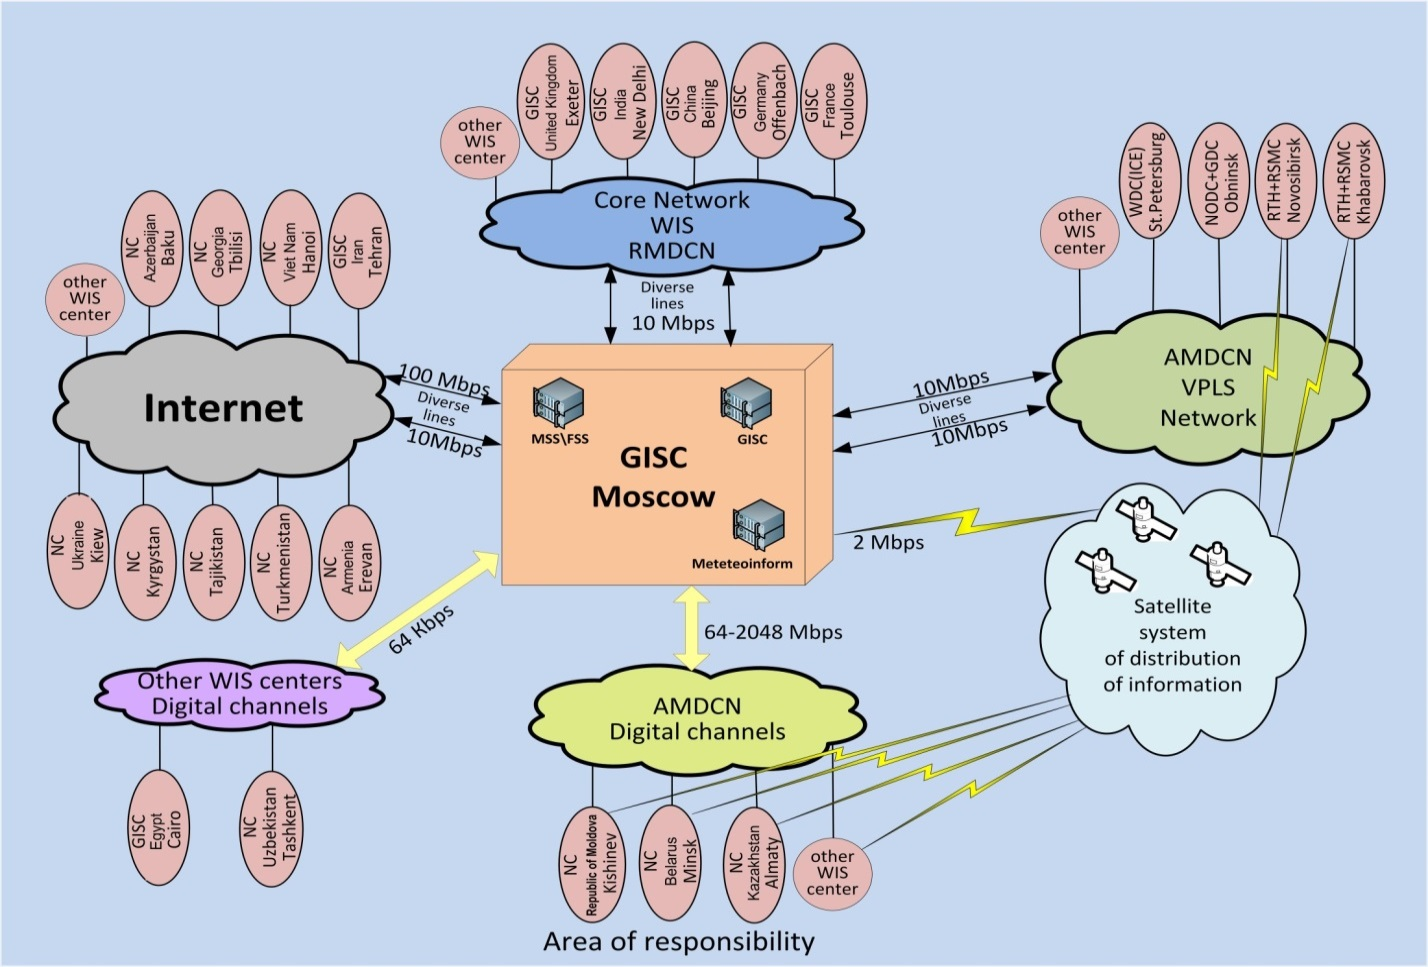 GISC
United Kingdom
Exeter
GISC
India
New Delhi
GISC
China
Beijing
GISC
Germany
Offenbach
GISC
France
Toulouse
other
WIS
center
Core Network
WIS
RMDCN
Diverse
lines
10 Mbps
NC
Azerbaijan
Baku
NC
Georgia
Tbilisi
NC
Viet Nam
Hanoi
GISC
Iran
Tehran
other
WIS
center
Internet
100 Mbps
Diverse
lines
10Mbps
NC
Ukraine
Kiew
NC
Kyrgystan
NC
Tajikistan
NC
Turkmenistan
NC
Armenia
Erevan
MSS\FSS
GISC
GISC
Moscow
Meteteoinform
WDC(ICE)
St.Petersburg
NODC+GDC
Obninsk
RTH+RSMC
Novosibirsk
RTH+RSMC
Khabarovsk
other
WIS
center
AMDCN
VPLS
Network
10Mbps
Diverse
lines
10Mbps
2 Mbps
Satellite
system
of distribution
of information
64 Kbps
Other WIS centers
Digital channels
GISC
Egypt
Cairo
NC
Uzbekistan
Tashkent
64-2048 Mbps
AMDCN
Digital channels
NC
Republic of Moldova
Kishinev
NC
Belarus
Minsk
NC
Kazakhstan
Almaty
other
WIS
center
Area of responsibility